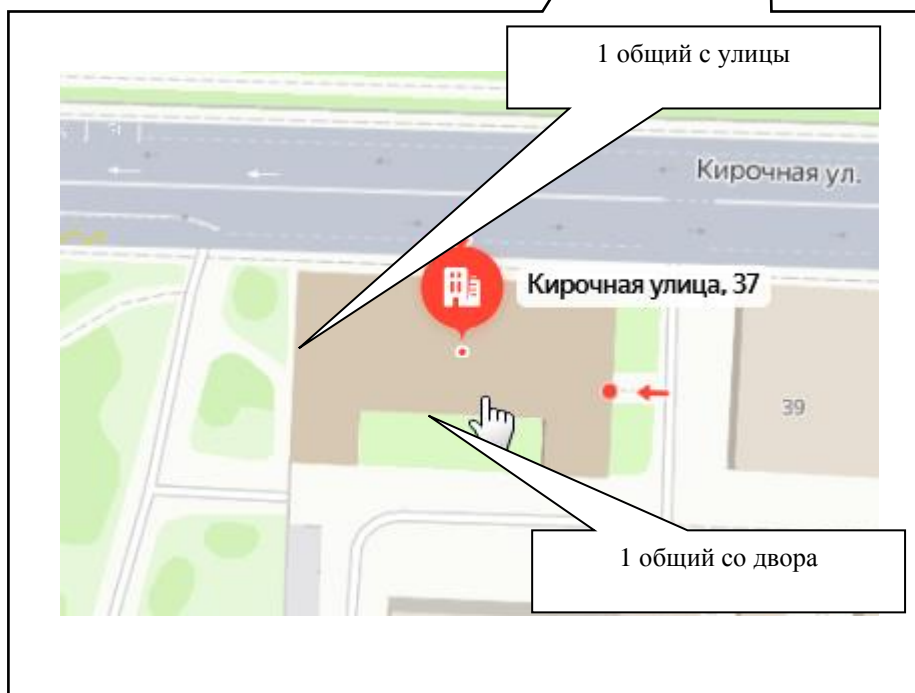 1 общий с улицы
Кирочная ул.
Кирочная улица, 37
39
1 общий со двора